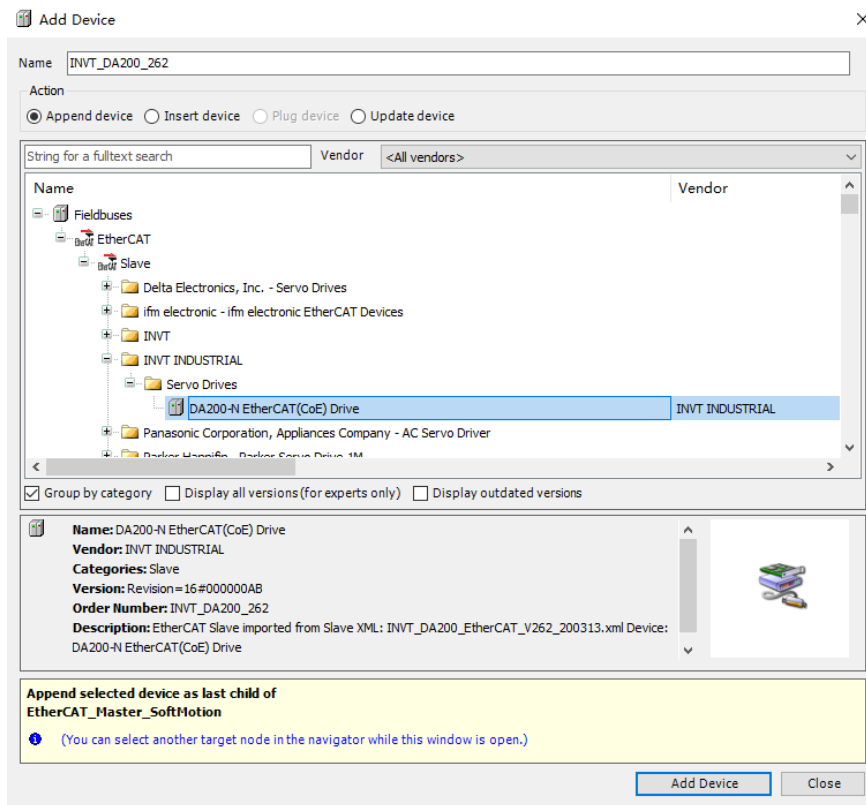 Add Device
Name INVT_DA200_262
Action
Append device Insert device Plug device Update device
String for a fulltext search Vendor <All vendors>
Name Vendor
Fieldbuses
EtherCAT
Slave
Delta Electronics, Inc. - Servo Drives
ifm electronic - ifm electronic EtherCAT Devices
INVT
INVT INDUSTRIAL
Servo Drives
DA200-N EtherCAT(CoE) Drive INVT INDUSTRIAL
Panasonic Corporation, Appliances Company - AC Servo Driver
Parker Hannifin - Parker Servo Drive 1M
Group by category Display all versions (for experts only) Display outdated versions
Name: DA200-N EtherCAT(CoE) Drive
Vendor: INVT INDUSTRIAL
Categories: Slave
Version: Revision=16#000000AB
Order Number: INVT_DA200_262
Description: EtherCAT Slave imported from Slave XML: INVT_DA200_EtherCAT_V262_200313.xml Device:
DA200-N EtherCAT(CoE) Drive
Append selected device as last child of
EtherCAT_Master_SoftMotion
(You can select another target node in the navigator while this window is open.)
Add Device Close